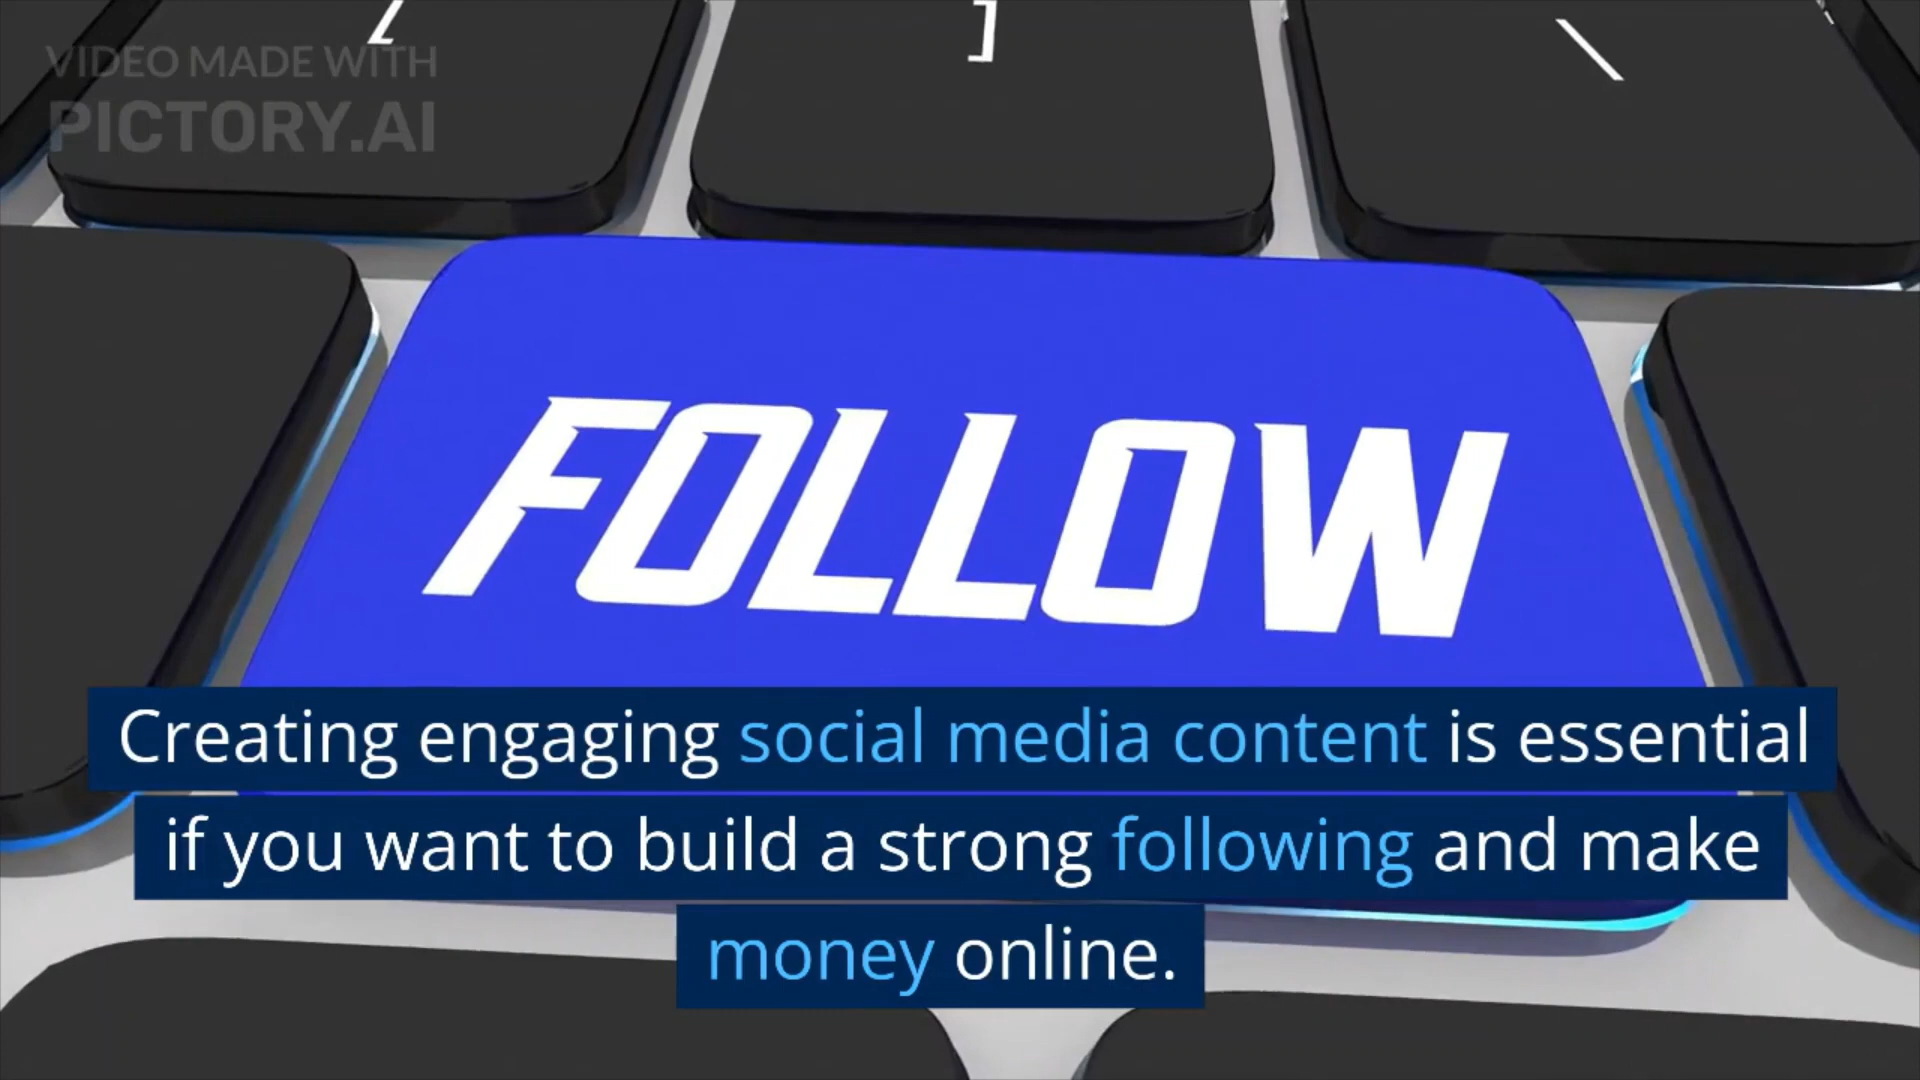 VIDEO MADE WITH
PICTORY.AI
]
\
FOLLOW
Creating engaging social media content is essential
if you want to build a strong following and make
money online.